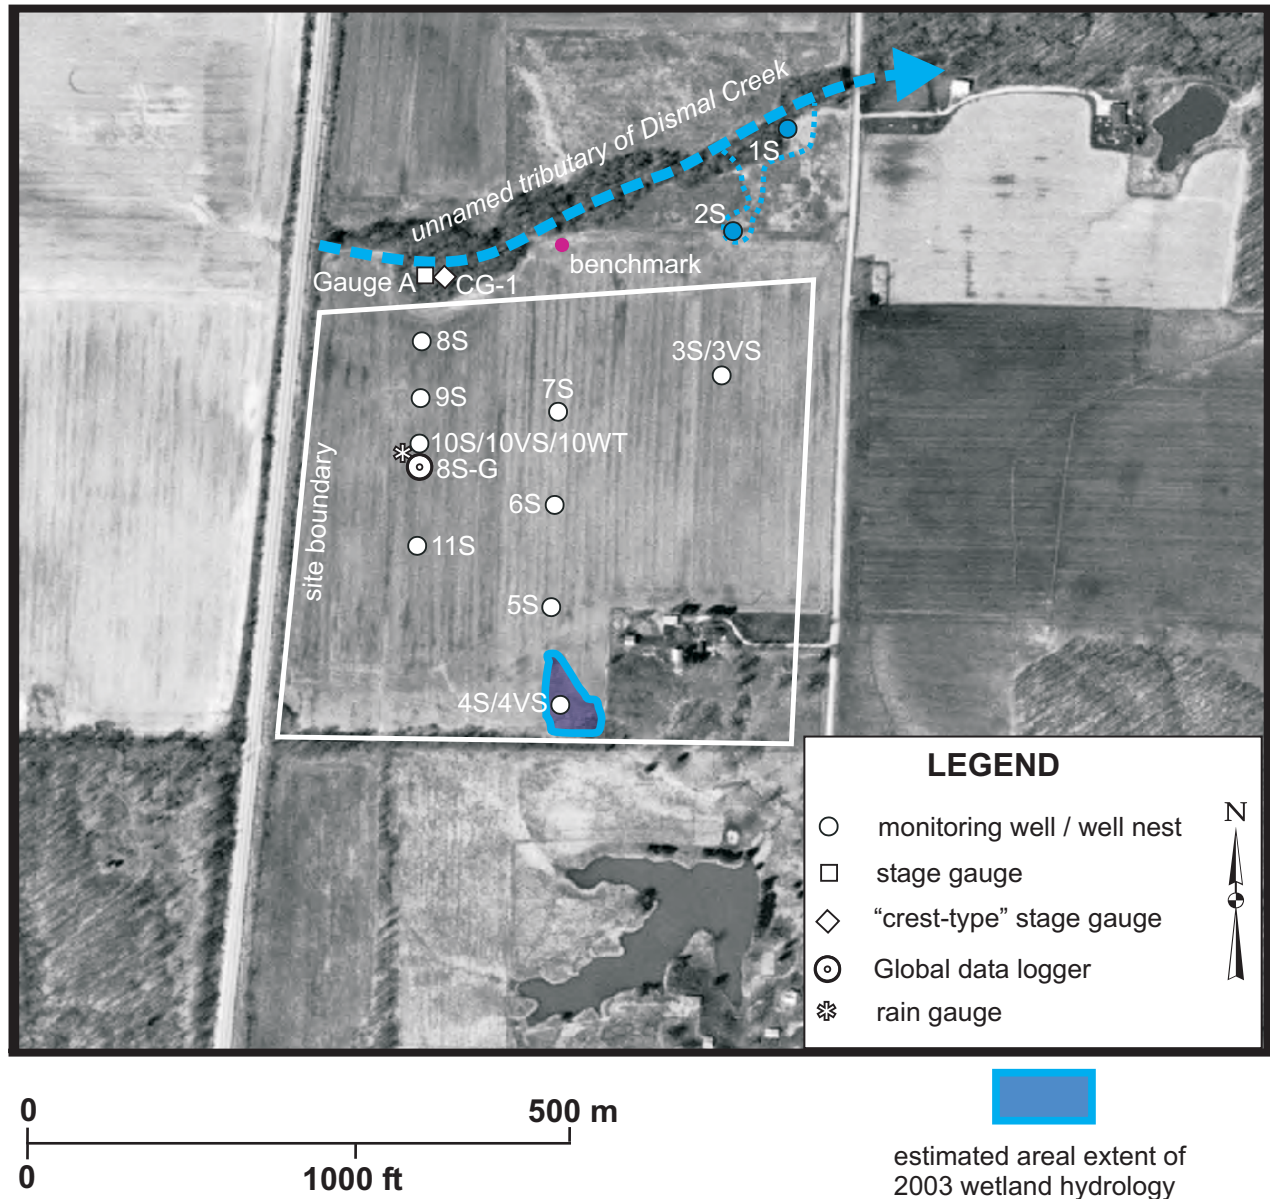 unnamed tributary of Dismal Creek
1S
2S
benchmark
Gauge A
CG-1
8S
3S/3VS
9S
7S
10S/10VS/10WT
8S-G
site boundary
6S
11S
5S
4S/4VS
LEGEND
monitoring well / well nest
stage gauge
“crest-type” stage gauge
Global data logger
rain gauge
N
0
500 m
0
1000 ft
estimated areal extent of
2003 wetland hydrology